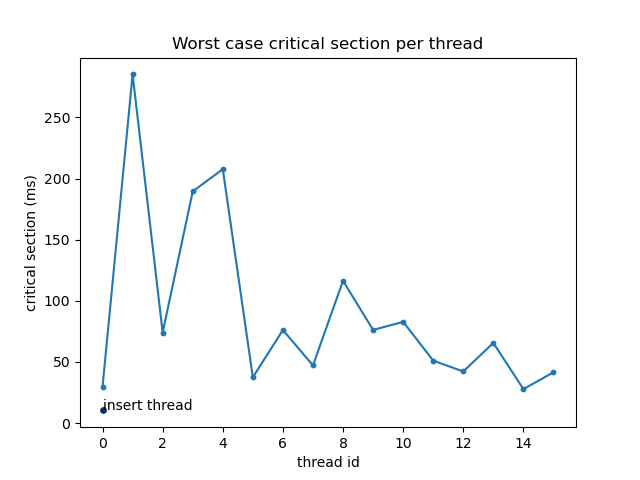 Worst case critical section per thread
critical section (ms)
250
200
150
100
50
0
insert thread
0 2 4 6 8 10 12 14
thread id